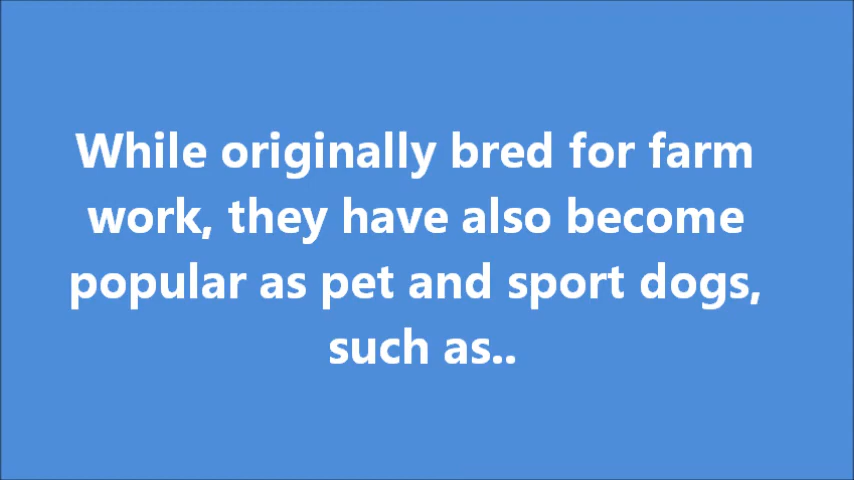 While originally bred for farm
work, they have also become
popular as pet and sport dogs,
such as..